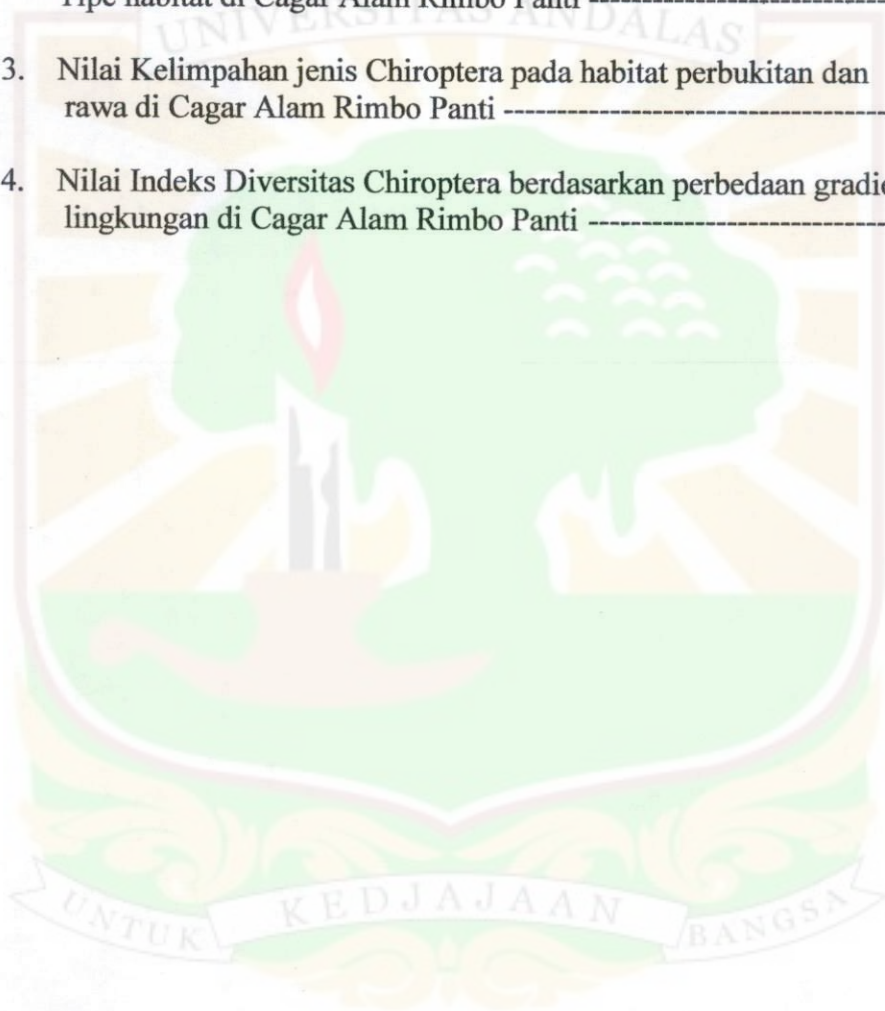 Tipe habitat di Cagar Alam Rimbo Panti ----------------------------
UNIVERSITAS ANDALAS
3. Nilai Kelimpahan jenis Chiroptera pada habitat perbukitan dan
rawa di Cagar Alam Rimbo Panti ------------------------------------
4. Nilai Indeks Diversitas Chiroptera berdasarkan perbedaan
lingkungan di Cagar Alam Rimbo Panti ----------------------------
UNTUK KEDJAJAAN BANGSA